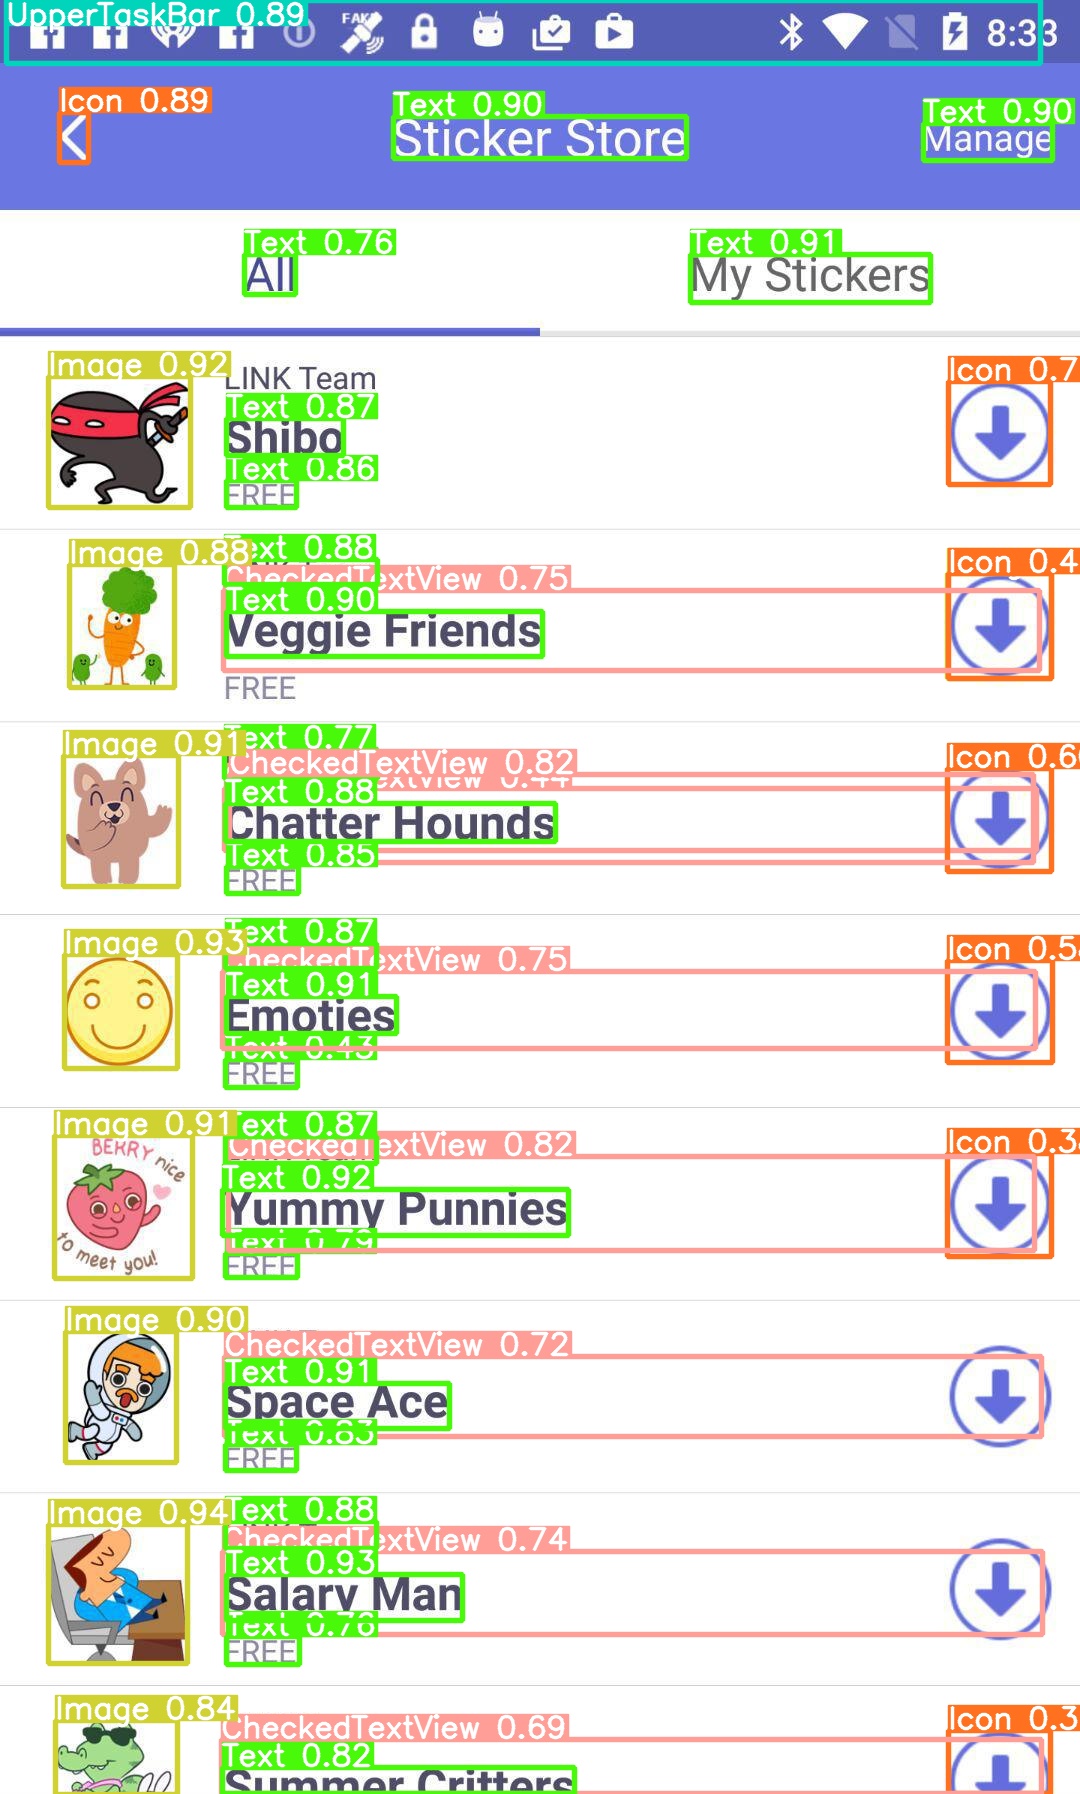 UpperTaskBar 0.89
FAKE
8:33
Icon 0.89
Text 0.90
Text 0.90
Sticker Store
Manage
Text 0.76
Text 0.91
All
My Stickers
Image 0.92
LINK Team
Icon 0.7
Text 0.87
Shibo
Text 0.86
FREE
Image 0.88
Text 0.88
Icon 0.4
CheckedTextView 0.75
Text 0.90
Veggie Friends
FREE
Image 0.91
Text 0.77
Icon 0.6
CheckedTextView 0.82
Text 0.88
Chatter Hounds
Text 0.85
FREE
Image 0.93
Text 0.87
Icon 0.5
CheckedTextView 0.75
Text 0.91
Emoties
Text 0.43
FREE
Image 0.91
Text 0.87
Icon 0.3
CheckedTextView 0.82
BERRY nice
to meet you!
Text 0.92
Yummy Punnies
Text 0.79
FREE
Image 0.90
CheckedTextView 0.72
Text 0.91
Space Ace
Text 0.83
FREE
Image 0.94
Text 0.88
CheckedTextView 0.74
Text 0.93
Salary Man
Text 0.76
FREE
Image 0.84
CheckedTextView 0.69
Icon 0.3
Text 0.82
Summer Critters